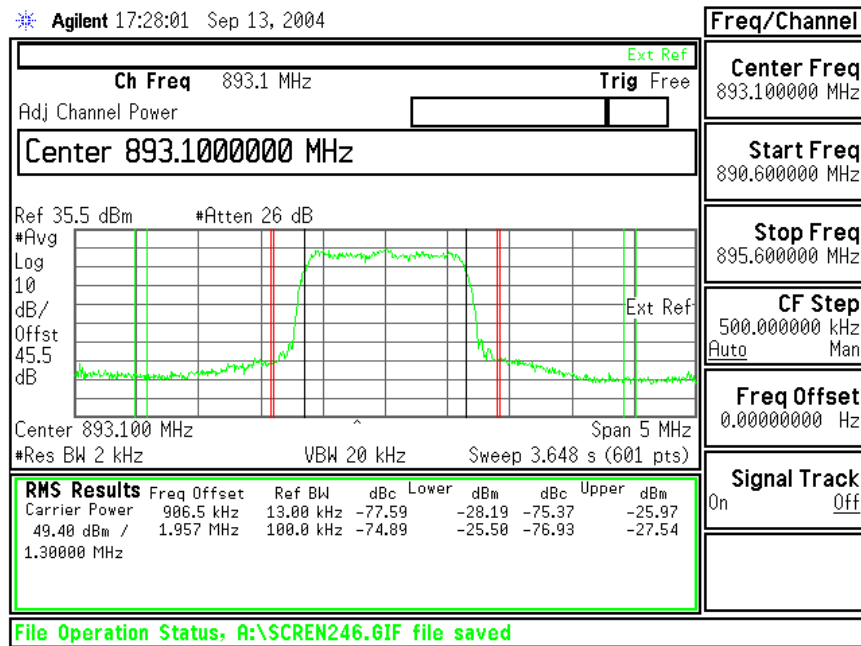 Agilent 17:28:01 Sep 13, 2004
Ext Ref
Ch Freq 893.1 MHz Trig Free
Adj Channel Power
Center 893.1000000 MHz
Ref 35.5 dBm #Atten 26 dB
#Avg
Log
10
dB/
Offst
45.5
dB
Ext Ref
Center 893.100 MHz ^ Span 5 MHz
#Res BW 2 kHz VBW 20 kHz Sweep 3.648 s (601 pts)
RMS Results Freq Offset Ref BW dBc Lower dBm dBc Upper dBm
Carrier Power 906.5 kHz 13.00 kHz -77.59 -28.19 -75.37 -25.97
49.40 dBm / 1.957 MHz 100.0 kHz -74.89 -25.50 -76.93 -27.54
1.30000 MHz
File Operation Status, A:\SCREN246.GIF file saved
Freq/Channel
Center Freq
893.100000 MHz
Start Freq
890.600000 MHz
Stop Freq
895.600000 MHz
CF Step
500.000000 kHz
Auto Man
Freq Offset
0.00000000 Hz
Signal Track
On Off